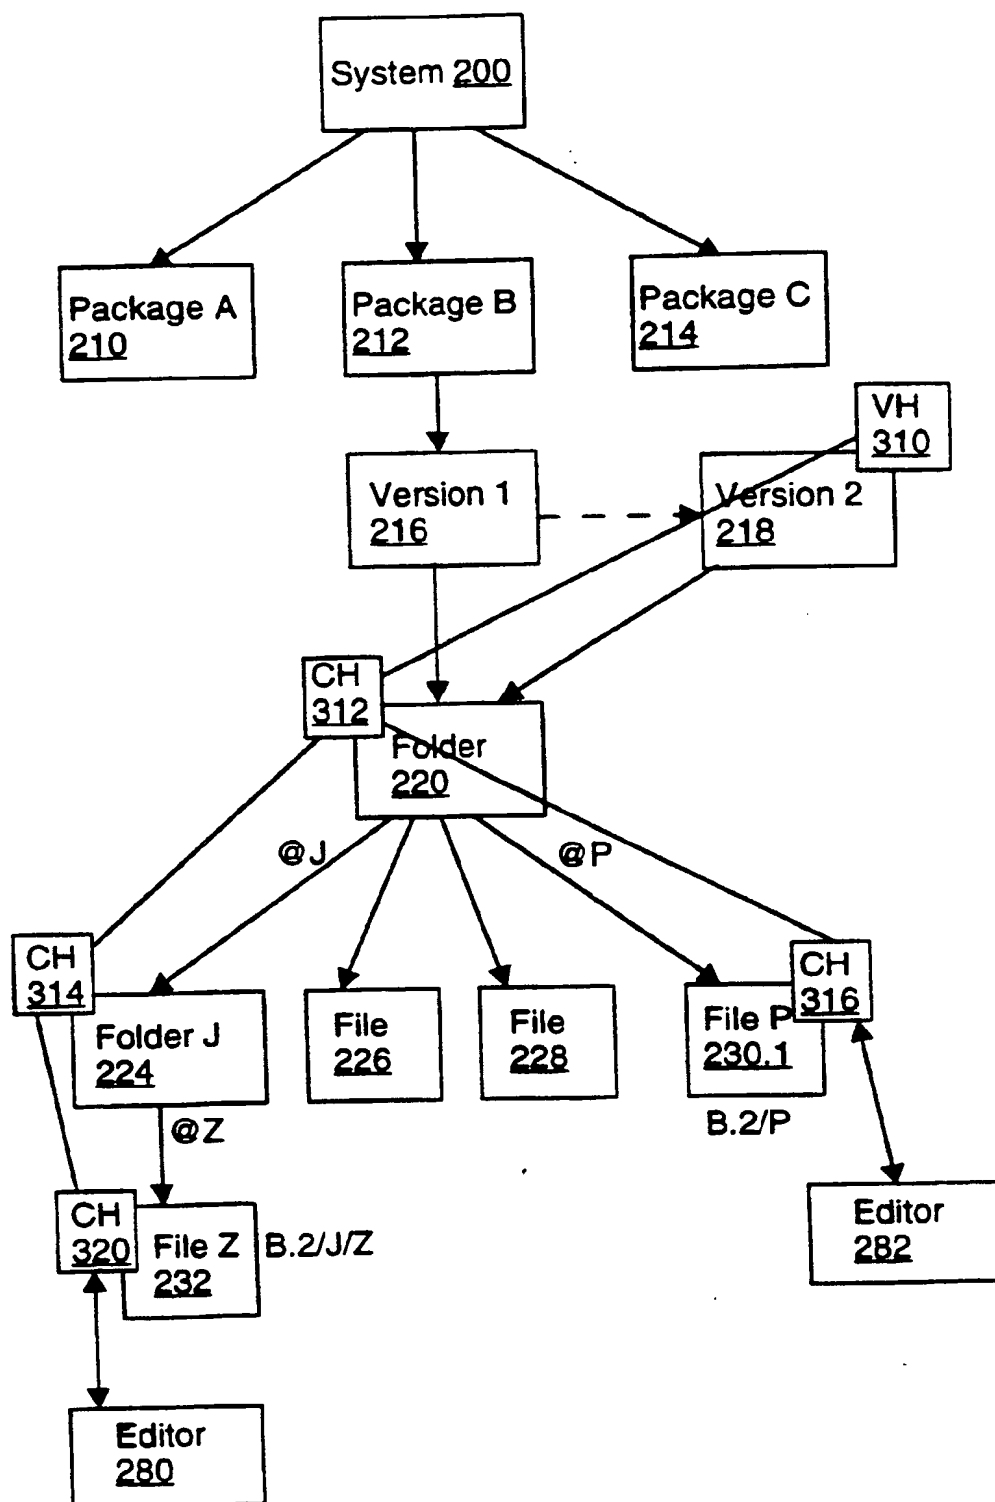 System 200
Package A
210
Package B
212
Package C
214
VH
310
Version 1
216
Version 2
218
CH
312
Folder
220
@J
@P
CH
314
Folder J
224
File
226
File
228
File P
230.1
CH
316
@Z
B.2/P
CH
320
File Z
232
B.2/J/Z
Editor
282
Editor
280